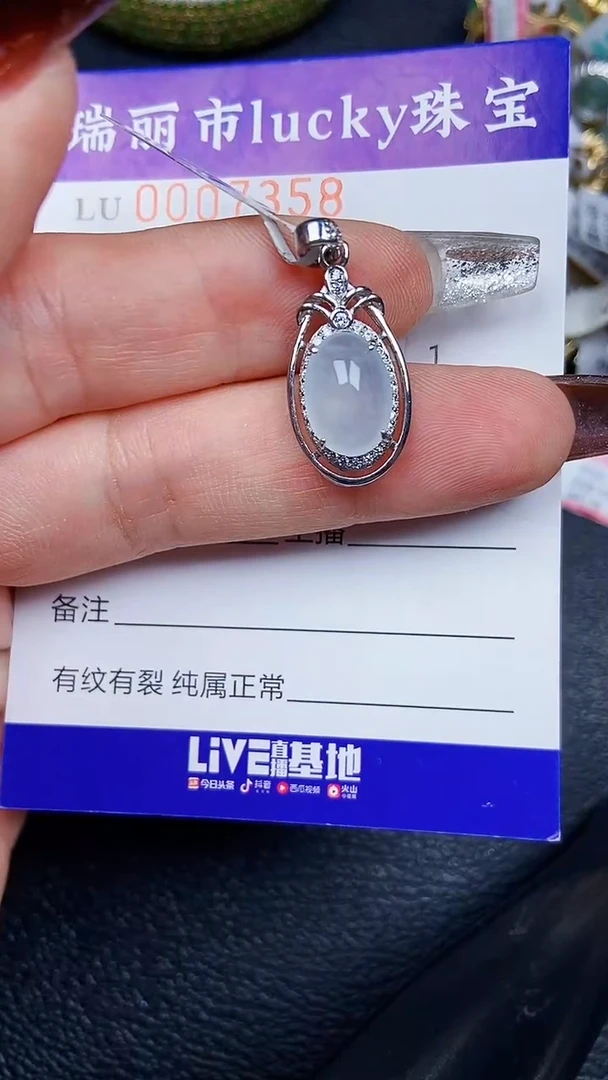 瑞丽市lucky珠宝
LU 0007358
1
主播
备注
有纹有裂 纯属正常
LiVE直播基地
今日头条 抖音 西瓜视频 火山